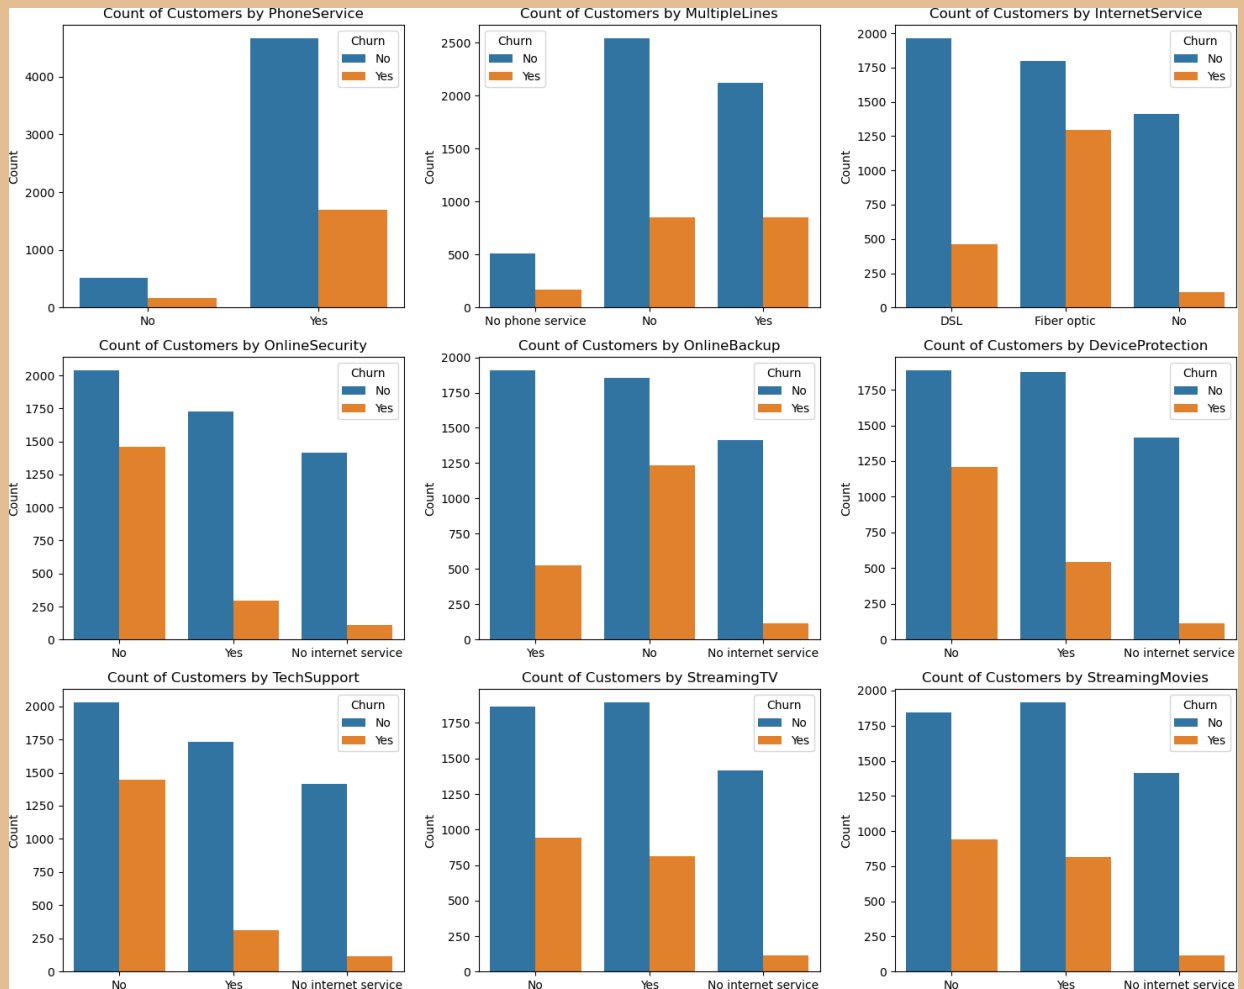 Count of Customers by PhoneService
Count
4000
3000
2000
1000
0
Churn
No
Yes
No
Yes
Count of Customers by MultipleLines
Count
2500
2000
1500
1000
500
0
Churn
No
Yes
No phone service
No
Yes
Count of Customers by InternetService
Count
2000
1750
1500
1250
1000
750
500
250
0
Churn
No
Yes
DSL
Fiber optic
No
Count of Customers by OnlineSecurity
Count
2000
1750
1500
1250
1000
750
500
250
0
Churn
No
Yes
No
Yes
No internet service
Count of Customers by OnlineBackup
Count
2000
1750
1500
1250
1000
750
500
250
0
Churn
No
Yes
Yes
No
No internet service
Count of Customers by DeviceProtection
Count
1750
1500
1250
1000
750
500
250
0
Churn
No
Yes
No
Yes
No internet service
Count of Customers by TechSupport
Count
2000
1750
1500
1250
1000
750
500
250
0
Churn
No
Yes
No
Yes
No internet service
Count of Customers by StreamingTV
Count
1750
1500
1250
1000
750
500
250
0
Churn
No
Yes
No
Yes
No internet service
Count of Customers by StreamingMovies
Count
2000
1750
1500
1250
1000
750
500
250
0
Churn
No
Yes
No
Yes
No internet service